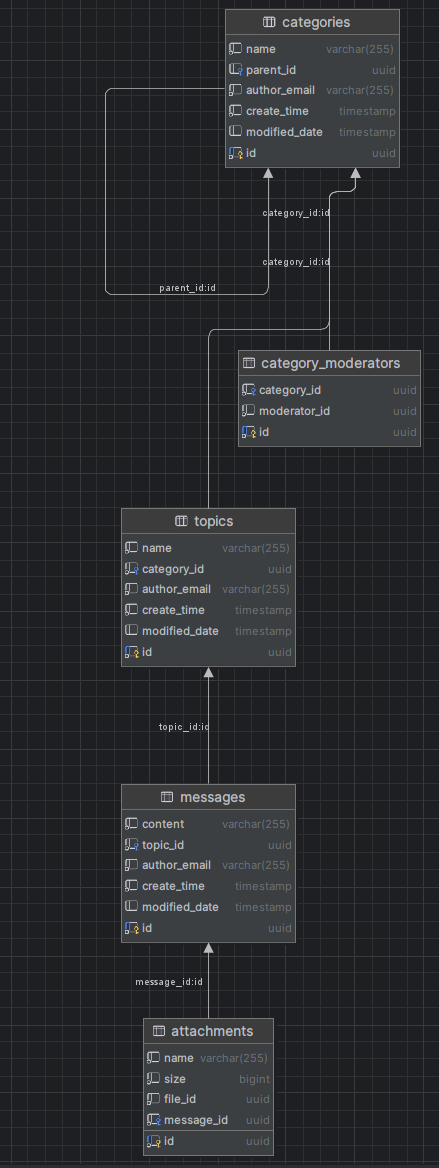 categories
name varchar(255)
parent_id uuid
author_email varchar(255)
create_time timestamp
modified_date timestamp
id uuid
category_id:id
category_id:id
parent_id:id
category_moderators
category_id uuid
moderator_id uuid
id uuid
topics
name varchar(255)
category_id uuid
author_email varchar(255)
create_time timestamp
modified_date timestamp
id uuid
topic_id:id
messages
content varchar(255)
topic_id uuid
author_email varchar(255)
create_time timestamp
modified_date timestamp
id uuid
message_id:id
attachments
name varchar(255)
size bigint
file_id uuid
message_id uuid
id uuid